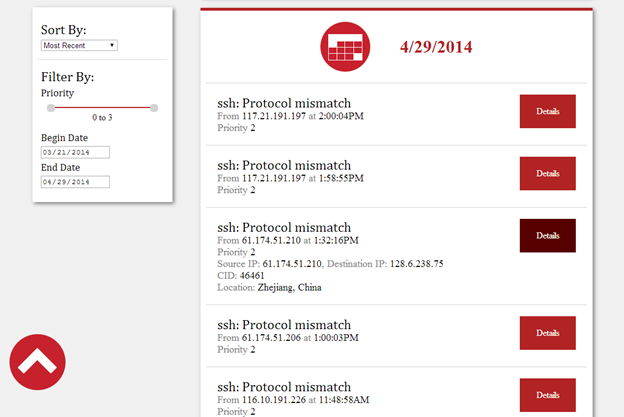 Sort By:
Most Recent
Filter By:
Priority
0 to 3
Begin Date
03/21/2014
End Date
04/29/2014
4/29/2014
ssh: Protocol mismatch
From 117.21.191.197 at 2:00:04PM
Priority 2
Details
ssh: Protocol mismatch
From 117.21.191.197 at 1:58:55PM
Priority 2
Details
ssh: Protocol mismatch
From 61.174.51.210 at 1:32:16PM
Priority 2
Source IP: 61.174.51.210, Destination IP: 128.6.238.75
CID: 46461
Location: Zhejiang, China
Details
ssh: Protocol mismatch
From 61.174.51.206 at 1:00:03PM
Priority 2
Details
ssh: Protocol mismatch
From 116.10.191.226 at 11:48:58AM
Priority 2
Details